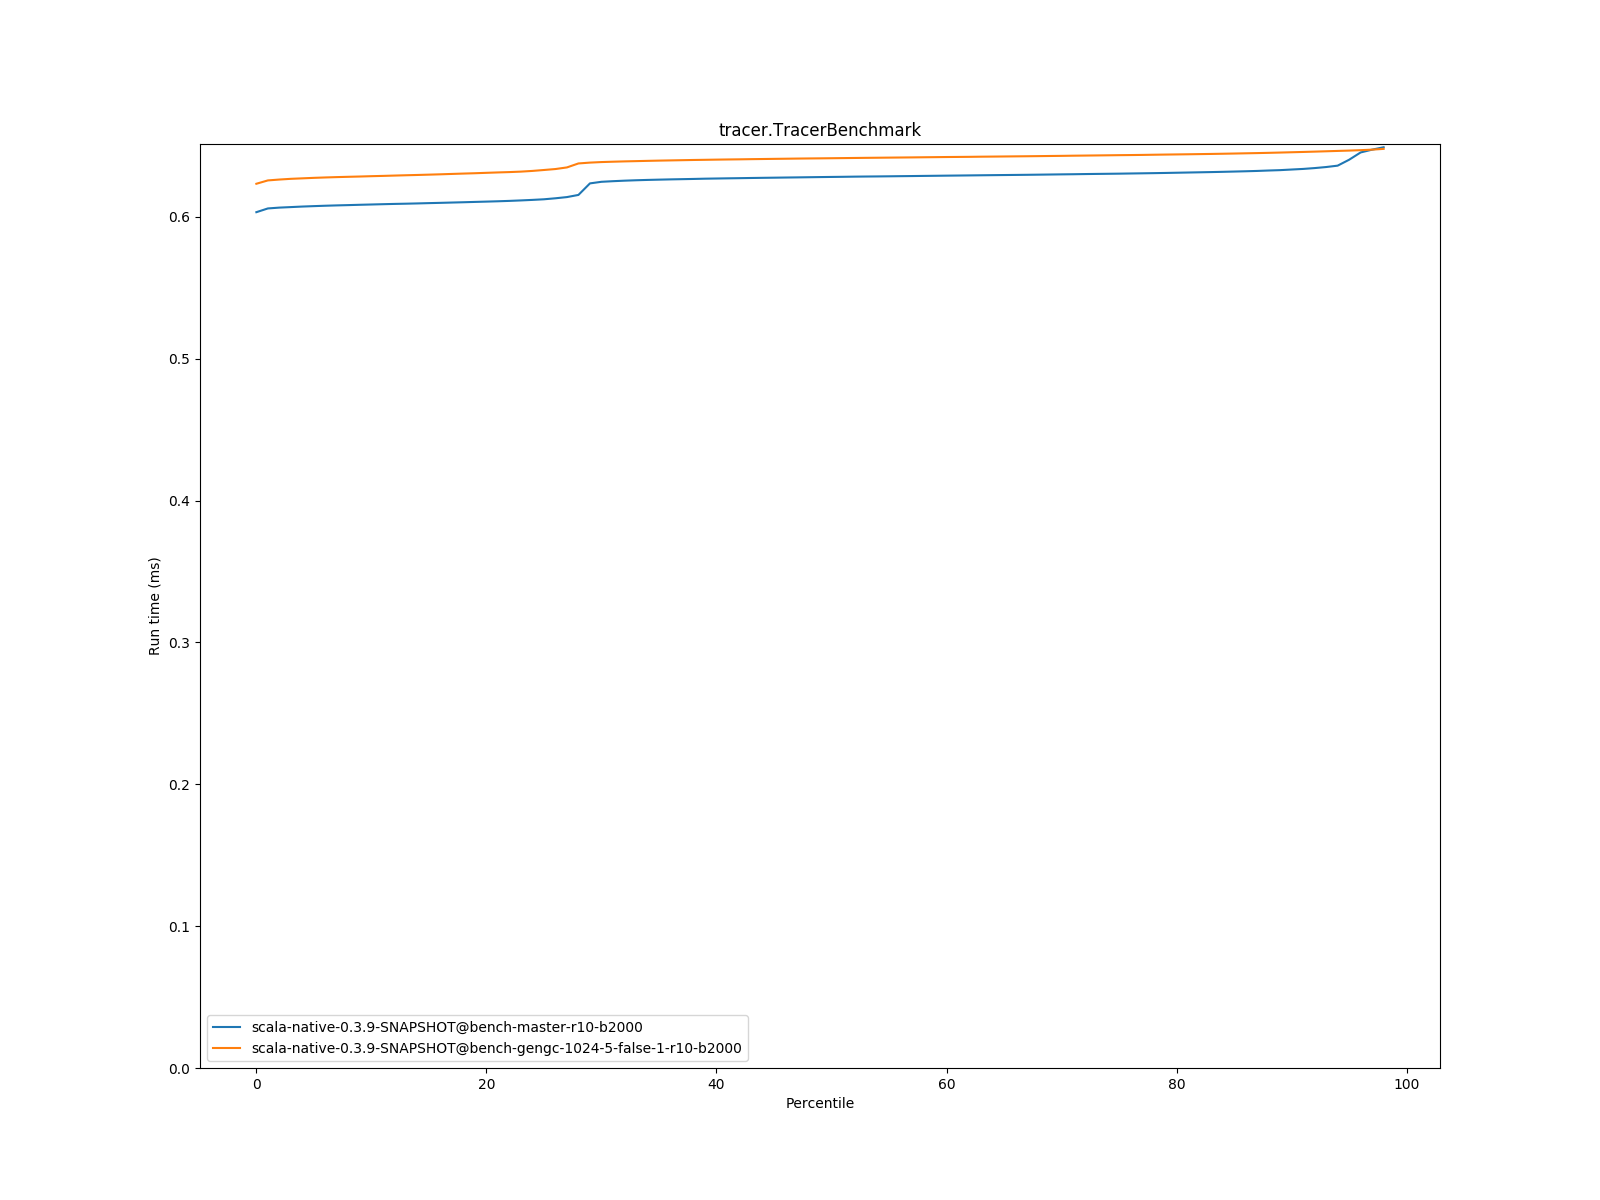 tracer.TracerBenchmark
Run time (ms)
0.6
0.5
0.4
0.3
0.2
0.1
0.0
scala-native-0.3.9-SNAPSHOT@bench-master-r10-b2000
scala-native-0.3.9-SNAPSHOT@bench-gengc-1024-5-false-1-r10-b2000
0 20 40 60 80 100
Percentile